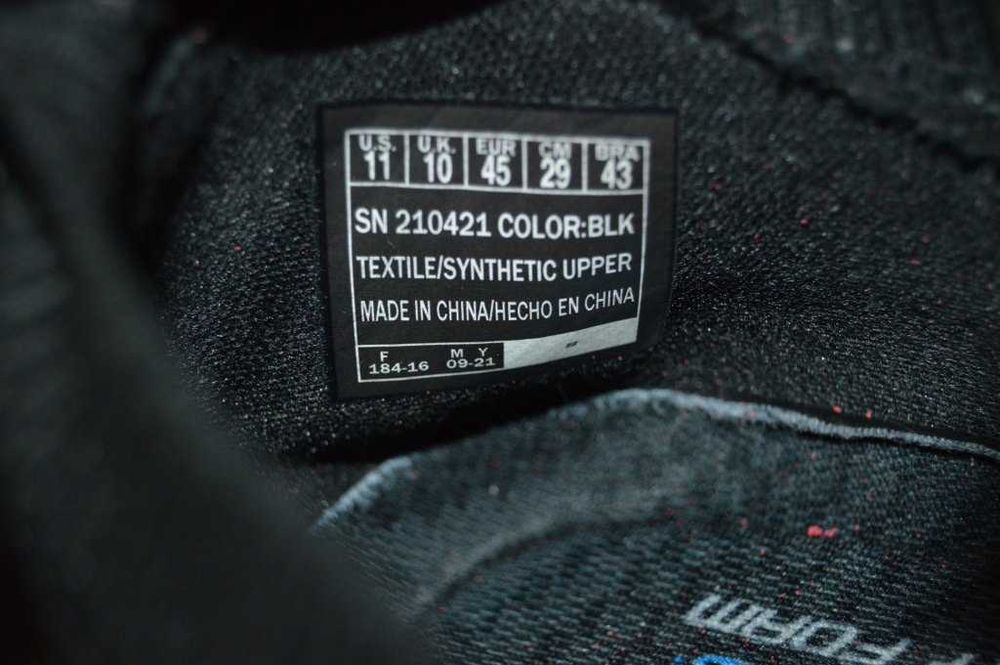 U.S. U.K. EUR CM BRA
11 10 45 29 43
SN 210421 COLOR:BLK
TEXTILE/SYNTHETIC UPPER
MADE IN CHINA/HECHO EN CHINA
F M Y
184-16 09-21
FOAM